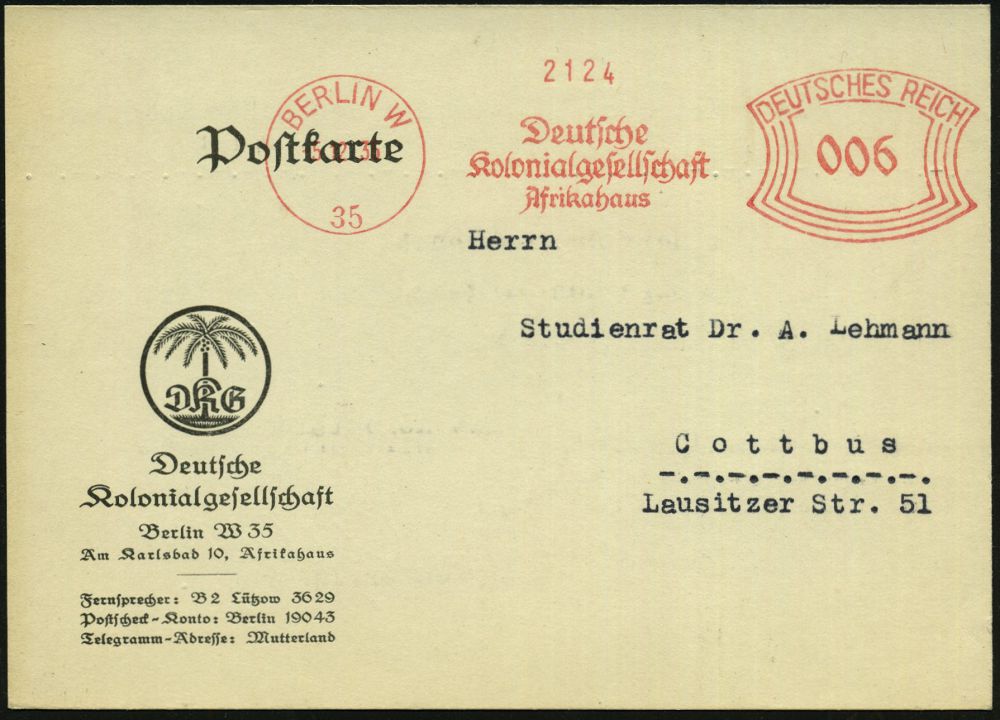 2124
BERLIN W
35
Postkarte
Deutsche
Kolonialgesellschaft
Afrikahaus
DEUTSCHES REICH
006
Herrn
Studienrat Dr. A. Lehmann
Cottbus
-.-.-.-.-.-.-.-.
Lausitzer Str. 51
DKG
Deutsche
Kolonialgesellschaft
Berlin W 35
Am Karlsbad 10, Afrikahaus
Fernsprecher: B 2 Lützow 3629
Postscheck-Konto: Berlin 19043
Telegramm-Adresse: Mutterland